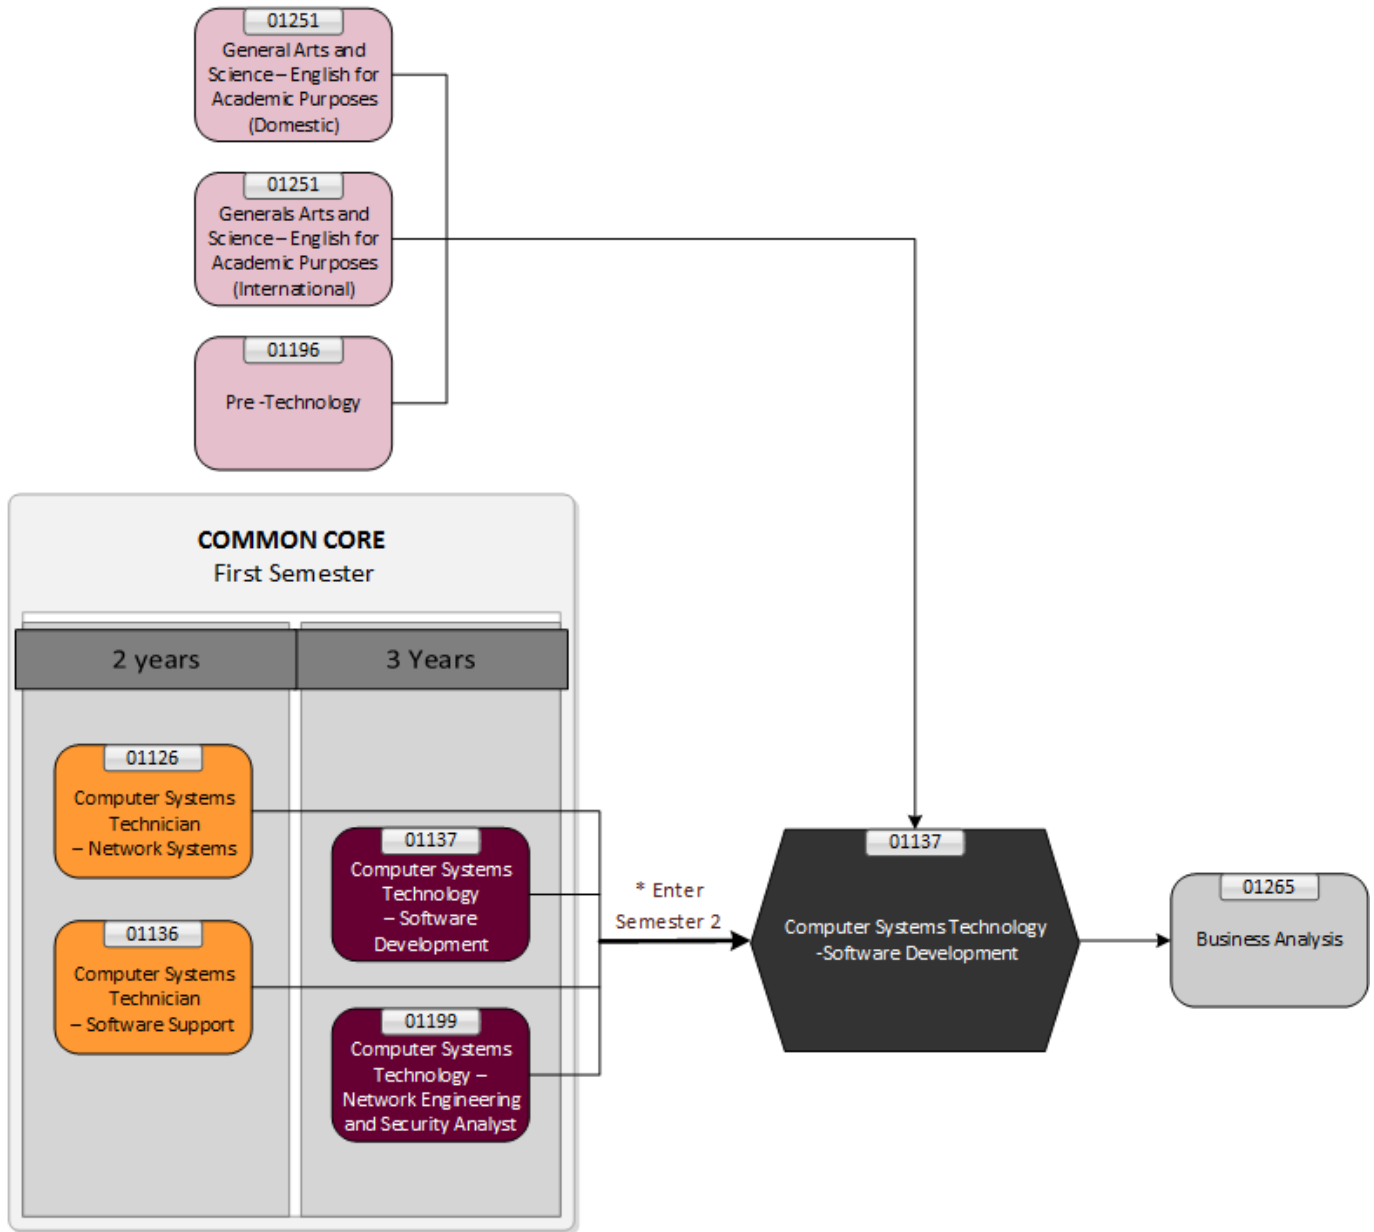 01251
General Arts and
Science – English for
Academic Purposes
(Domestic)
01251
Generals Arts and
Science – English for
Academic Purposes
(International)
01196
Pre -Technology
COMMON CORE
First Semester
2 years
3 Years
01126
Computer Systems
Technician
– Network Systems
01136
Computer Systems
Technician
– Software Support
01137
Computer Systems
Technology
– Software
Development
01199
Computer Systems
Technology –
Network Engineering
and Security Analyst
* Enter
Semester 2
01137
Computer Systems Technology
-Software Development
01265
Business Analysis